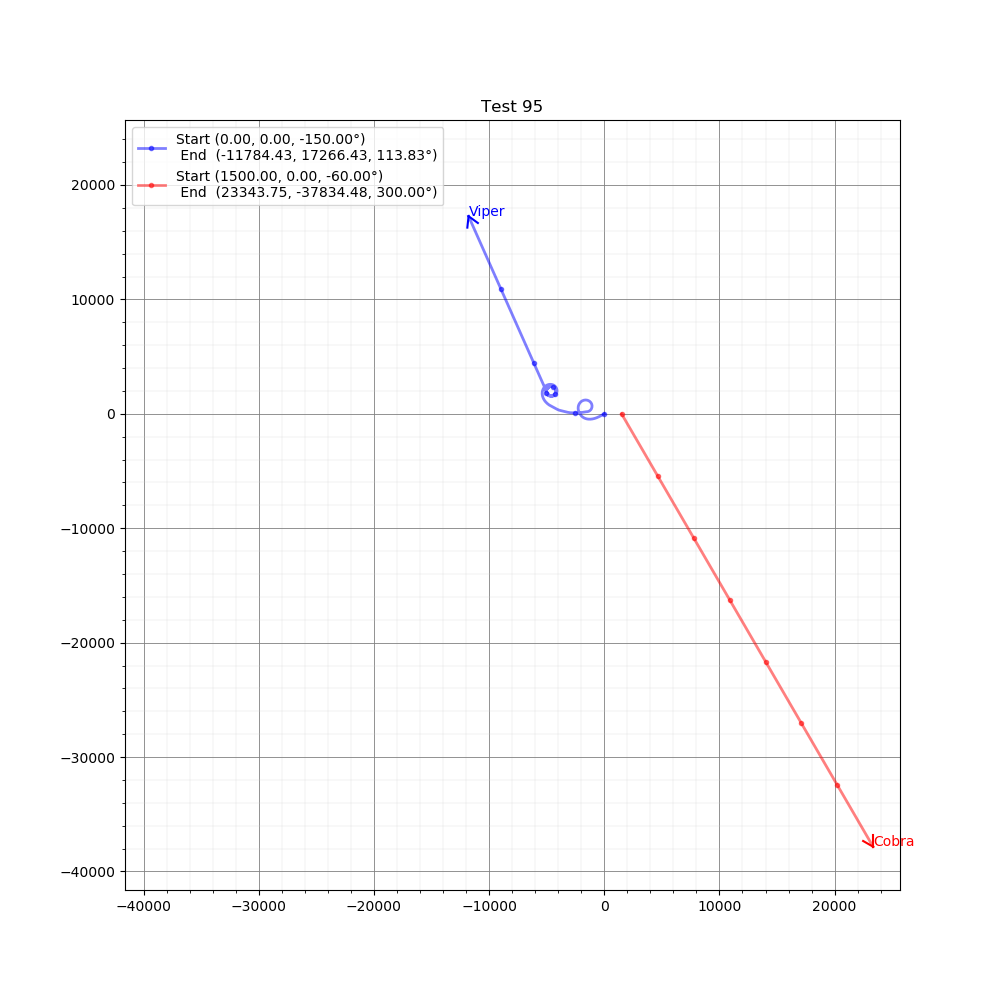 Test 95
Start (0.00, 0.00, -150.00°)
End  (-11784.43, 17266.43, 113.83°)
Start (1500.00, 0.00, -60.00°)
End  (23343.75, -37834.48, 300.00°)
20000
10000
0
−10000
−20000
−30000
−40000
Viper
Cobra
−40000
−30000
−20000
−10000
0
10000
20000